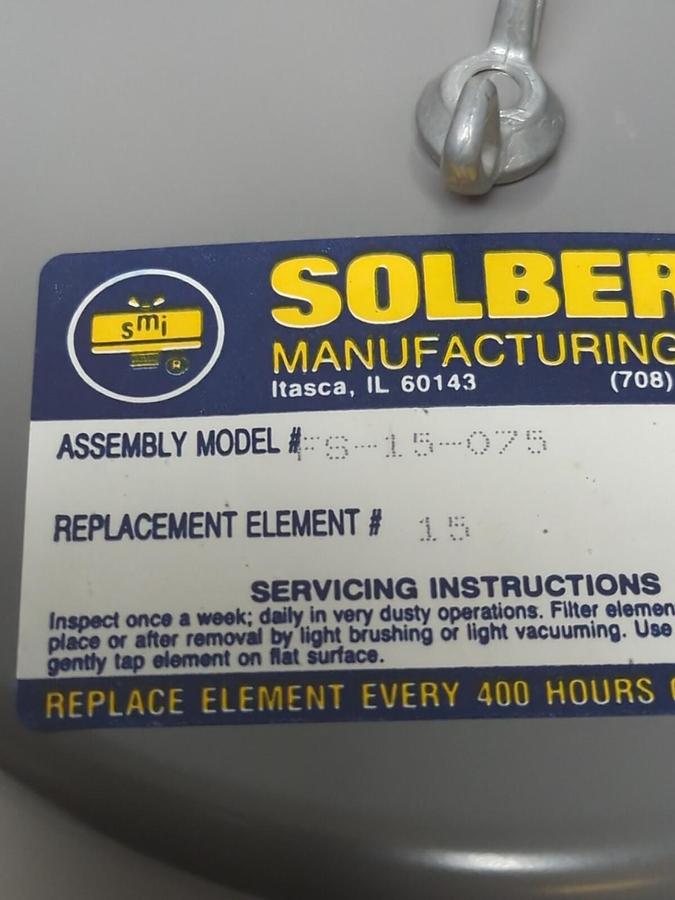 smi
®
SOLBER
MANUFACTURING
Itasca, IL 60143 (708)
ASSEMBLY MODEL # FS-15-075
REPLACEMENT ELEMENT # 15
SERVICING INSTRUCTIONS
Inspect once a week; daily in very dusty operations. Filter elemen
place or after removal by light brushing or light vacuuming. Use
gently tap element on flat surface.
REPLACE ELEMENT EVERY 400 HOURS